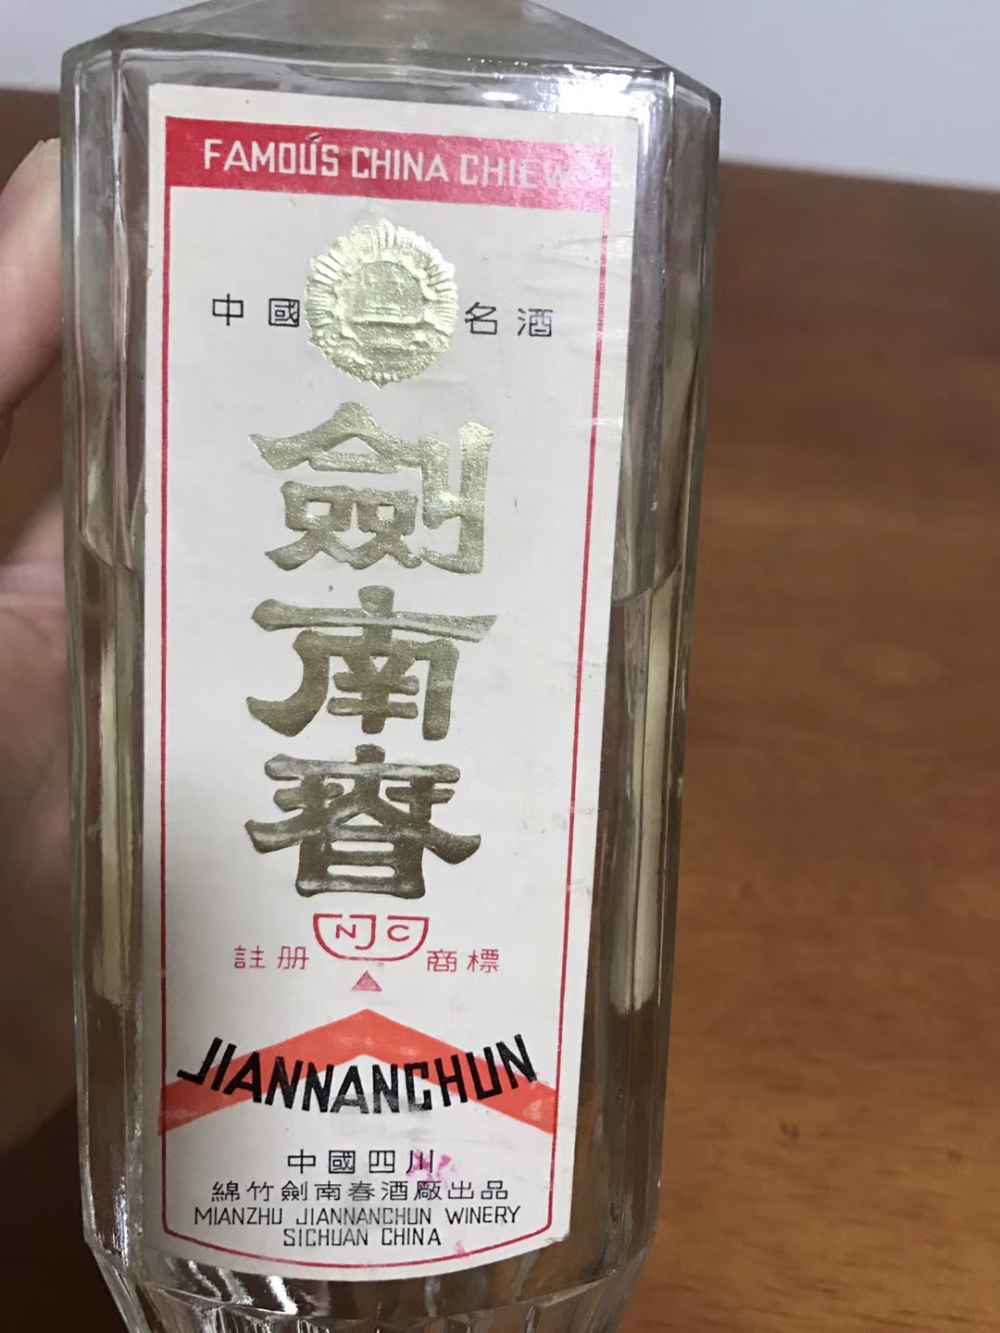 FAMOUS CHINA CHIEW
中國 名酒
劍南春
NJC
註册 商標
JIANNANCHUN
中國四川
綿竹劍南春酒廠出品
MIANZHU JIANNANCHUN WINERY
SICHUAN CHINA